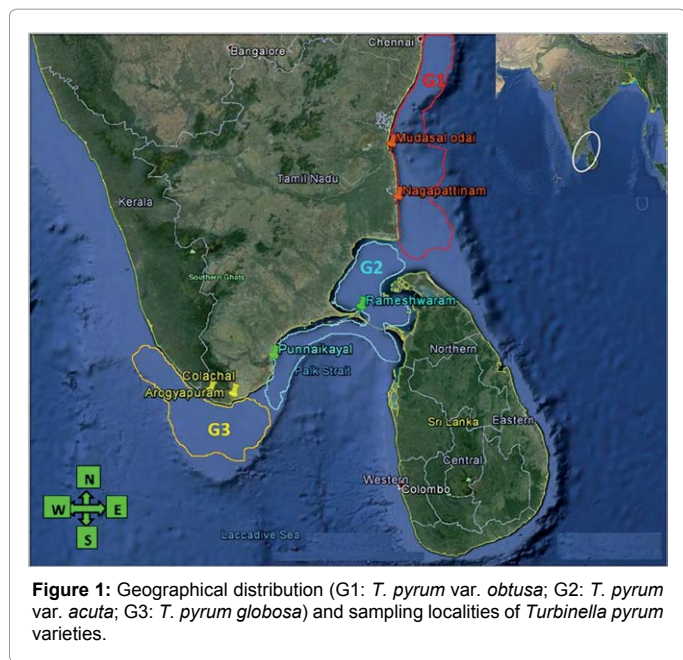 Bangalore
Chennai
G1
Mudasal odai
Tamil Nadu
Nagapattinam
Kerala
Southern Ghats
G2
Rameshwaram
Punnaikayal
Palk Strait
Northern
Colachal
Arogyapuram
G3
Sri Lanka
Eastern
Central
Western
Colombo
N
W E
S
Laccadive Sea
Figure 1: Geographical distribution (G1: T. pyrum var. obtusa; G2: T. pyrum
var. acuta; G3: T. pyrum globosa) and sampling localities of Turbinella pyrum
varieties.